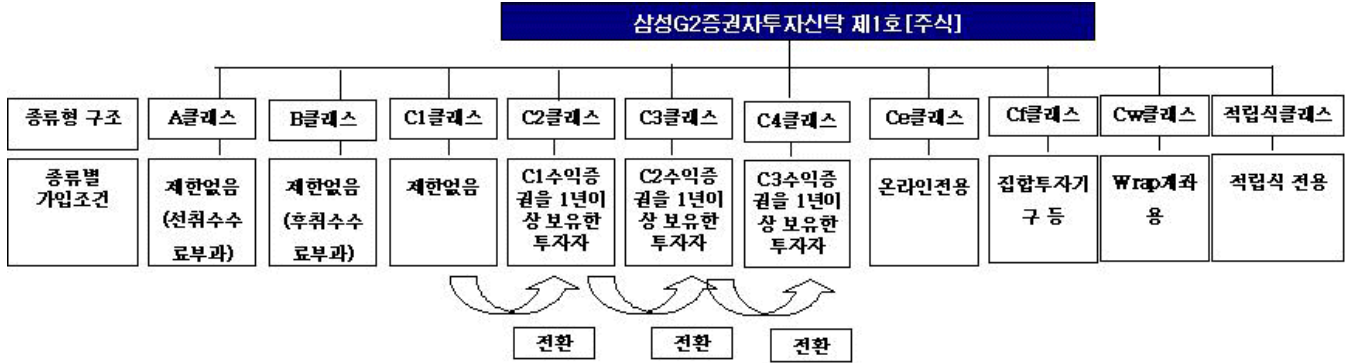 삼성G2증권자투자신탁 제1호[주식]
종류형 구조
A클래스
B클래스
C1클래스
C2클래스
C3클래스
C4클래스
Ce클래스
Cf클래스
Cw클래스
적립식클래스
종류별
가입조건
제한없음
(선취수수
료부과)
제한없음
(후취수수
료부과)
제한없음
C1수익증
권을 1년이
상 보유한
투자자
C2수익증
권을 1년이
상 보유한
투자자
C3수익증
권을 1년이
상 보유한
투자자
온라인전용
집합투자기
구 등
Wrap계좌
용
적립식 전용
전환
전환
전환